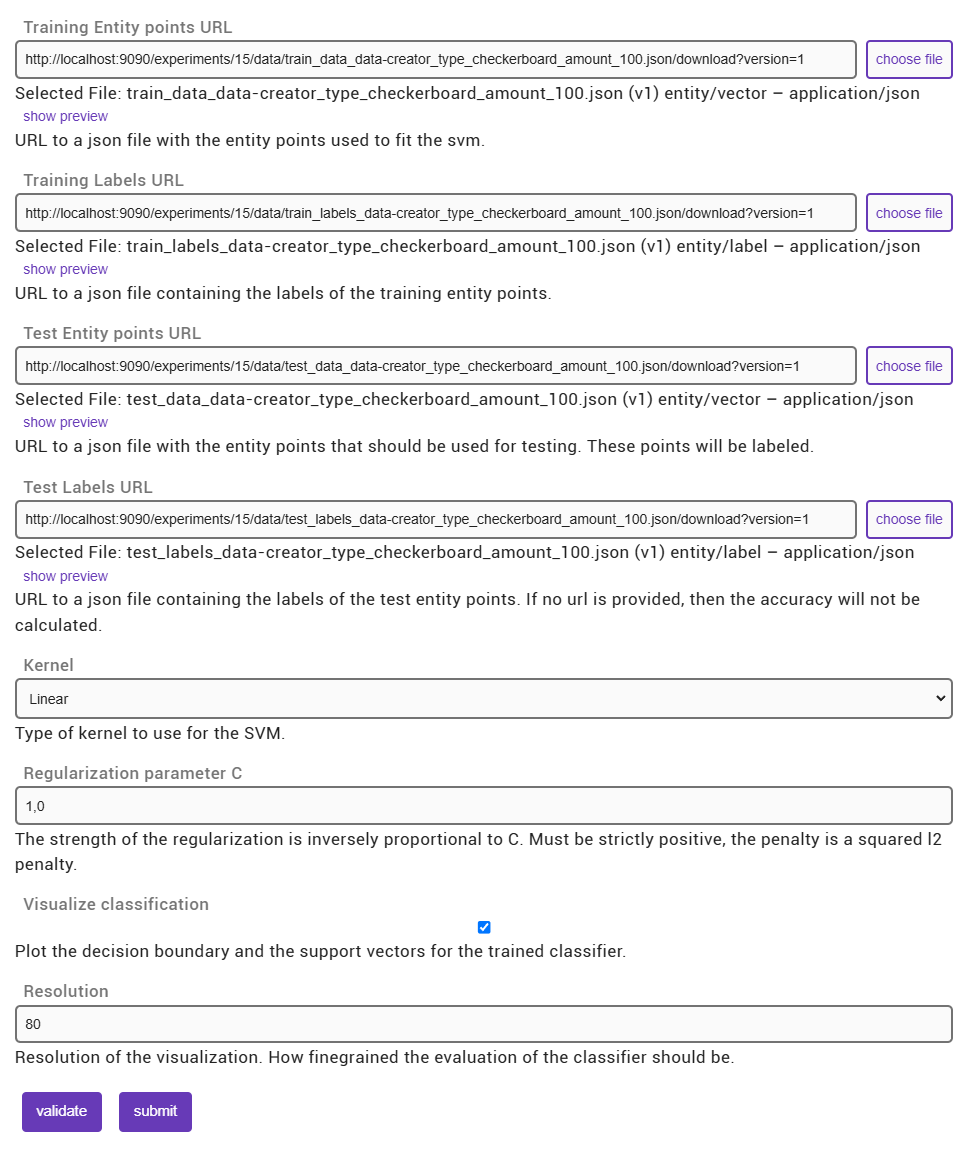 Training Entity points URL
http://localhost:9090/experiments/15/data/train_data_data-creator_type_checkerboard_amount_100.json/download?version=1
choose file
Selected File: train_data_data-creator_type_checkerboard_amount_100.json (v1) entity/vector – application/json
show preview
URL to a json file with the entity points used to fit the svm.
Training Labels URL
http://localhost:9090/experiments/15/data/train_labels_data-creator_type_checkerboard_amount_100.json/download?version=1
choose file
Selected File: train_labels_data-creator_type_checkerboard_amount_100.json (v1) entity/label – application/json
show preview
URL to a json file containing the labels of the training entity points.
Test Entity points URL
http://localhost:9090/experiments/15/data/test_data_data-creator_type_checkerboard_amount_100.json/download?version=1
choose file
Selected File: test_data_data-creator_type_checkerboard_amount_100.json (v1) entity/vector – application/json
show preview
URL to a json file with the entity points that should be used for testing. These points will be labeled.
Test Labels URL
http://localhost:9090/experiments/15/data/test_labels_data-creator_type_checkerboard_amount_100.json/download?version=1
choose file
Selected File: test_labels_data-creator_type_checkerboard_amount_100.json (v1) entity/label – application/json
show preview
URL to a json file containing the labels of the test entity points. If no url is provided, then the accuracy will not be
calculated.
Kernel
Linear
Type of kernel to use for the SVM.
Regularization parameter C
1,0
The strength of the regularization is inversely proportional to C. Must be strictly positive, the penalty is a squared l2
penalty.
Visualize classification
Plot the decision boundary and the support vectors for the trained classifier.
Resolution
80
Resolution of the visualization. How finegrained the evaluation of the classifier should be.
validate
submit